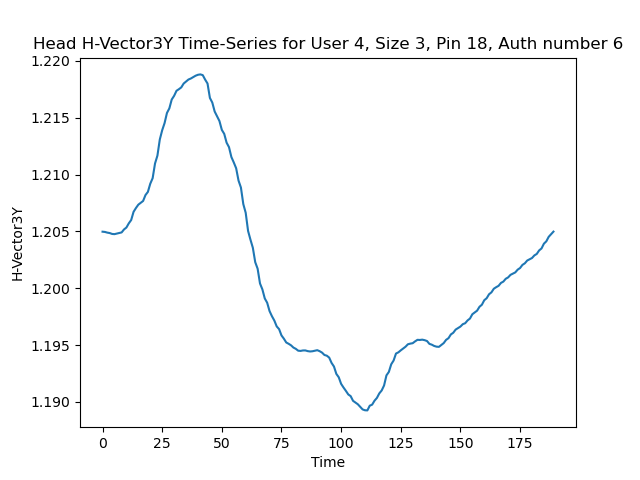 Head H-Vector3Y Time-Series for User 4, Size 3, Pin 18, Auth number 6
1.220
1.215
1.210
1.205
1.200
1.195
1.190
H-Vector3Y
0 25 50 75 100 125 150 175
Time